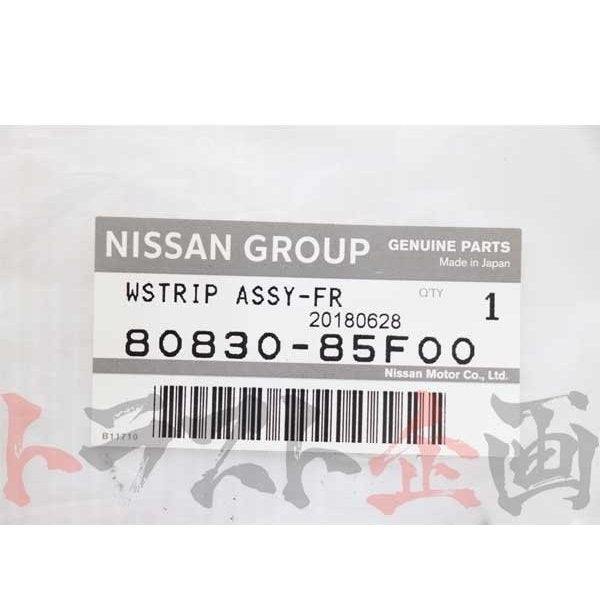 NISSAN GROUP GENUINE PARTS
Made in Japan
WSTRIP ASSY-FR Q'TY 1
20180628
80830-85F00
Nissan Motor Co., Ltd.
B11710
トラスト企画